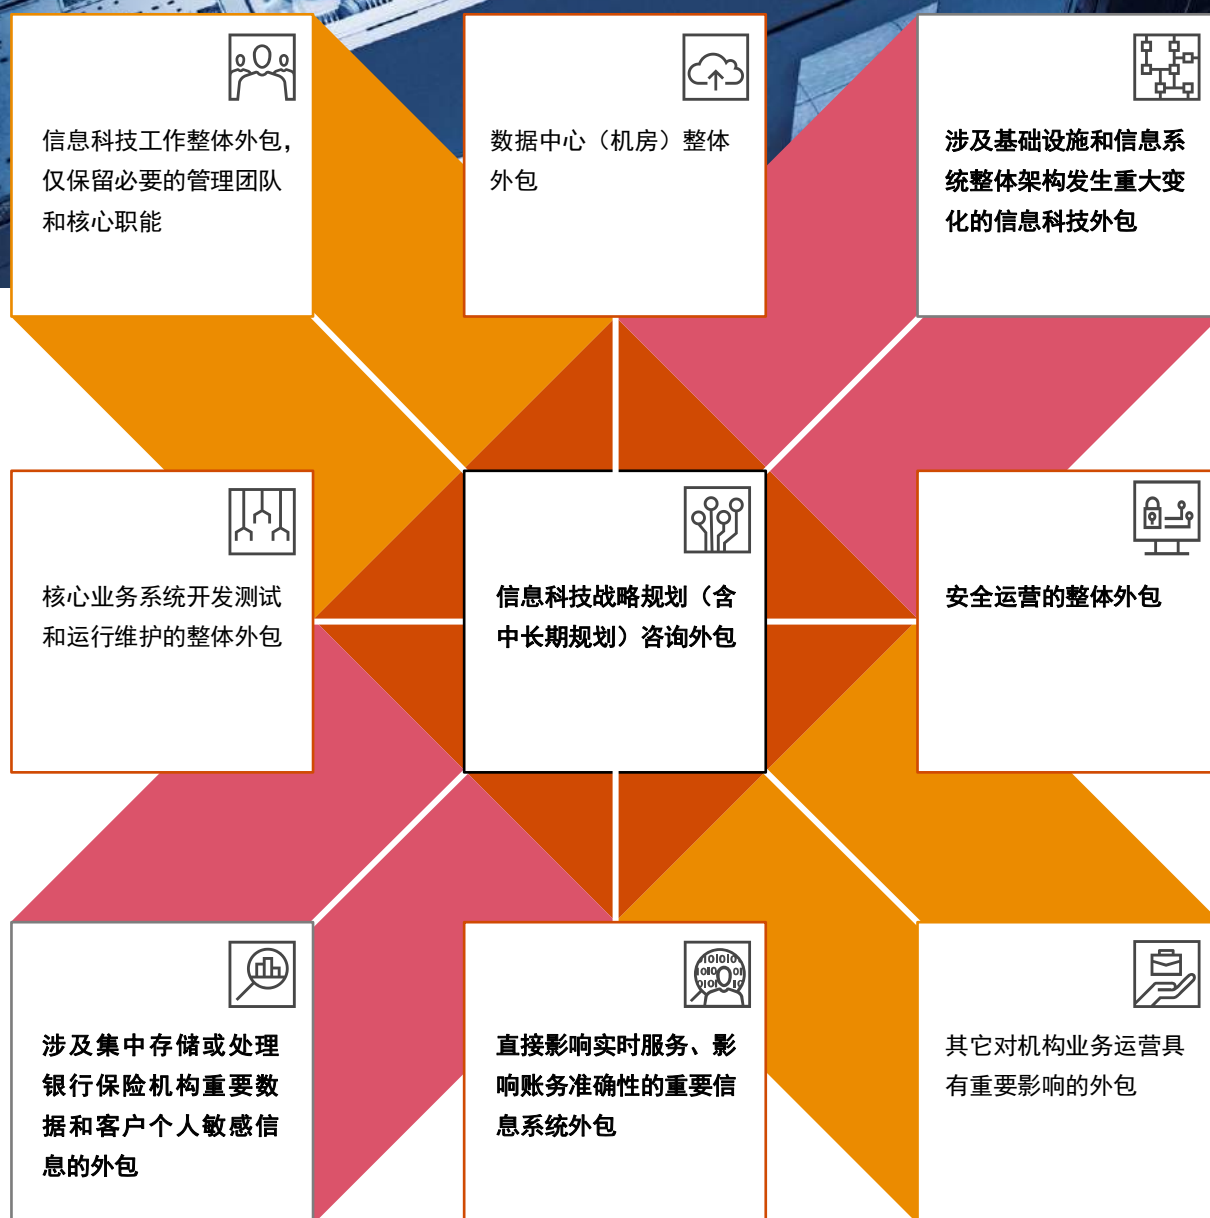 信息科技工作整体外包，
仅保留必要的管理团队
和核心职能
数据中心（机房）整体
外包
涉及基础设施和信息系
统整体架构发生重大变
化的信息科技外包
核心业务系统开发测试
和运行维护的整体外包
信息科技战略规划（含
中长期规划）咨询外包
安全运营的整体外包
涉及集中存储或处理
银行保险机构重要数
据和客户个人敏感信
息的外包
直接影响实时服务、影
响账务准确性的重要信
息系统外包
其它对机构业务运营具
有重要影响的外包